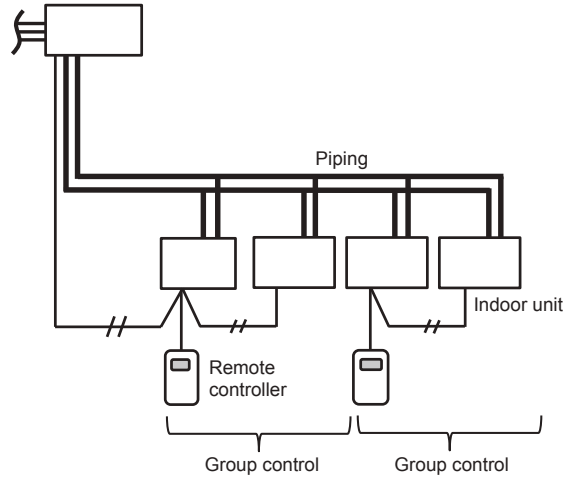 Piping
Indoor unit
Remote
controller
Group control
Group control